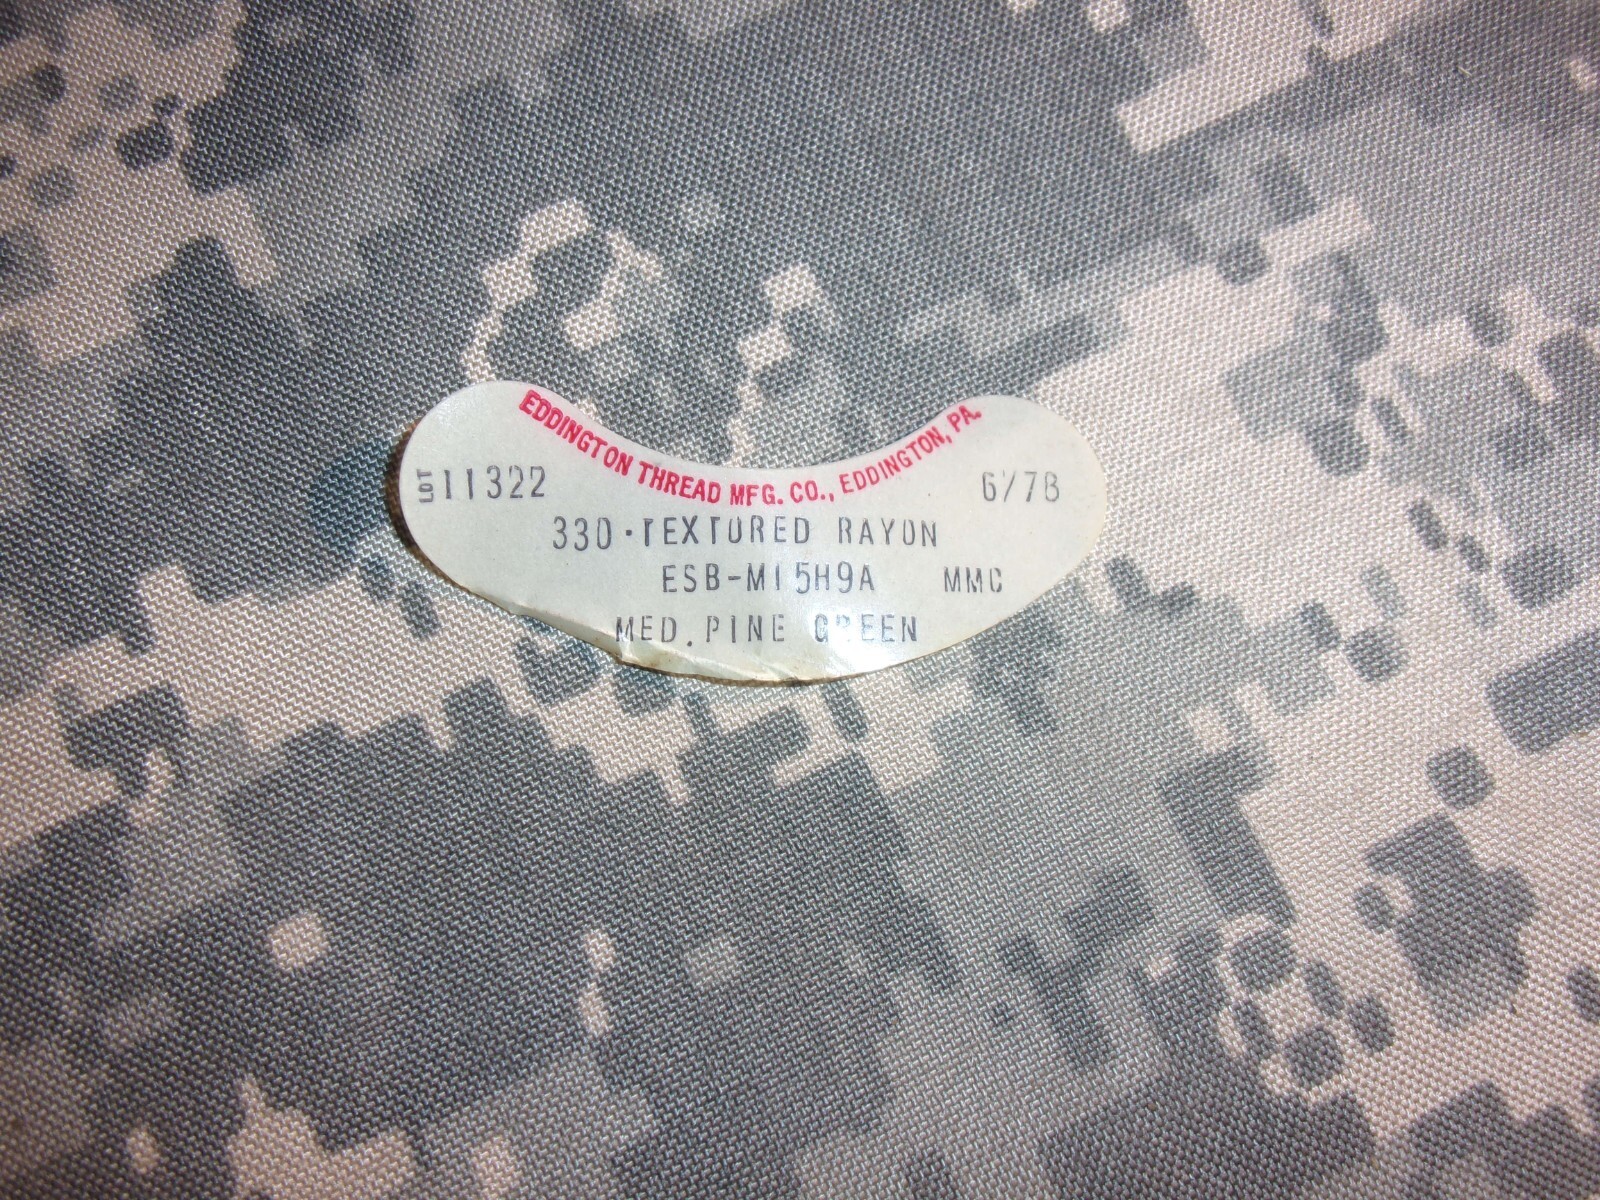 EDDINGTON THREAD MFG. CO., EDDINGTON, PA.
LOT 11322 6/78
330·TEXTURED RAYON
ESB-M15H9A MMC
MED. PINE GREEN